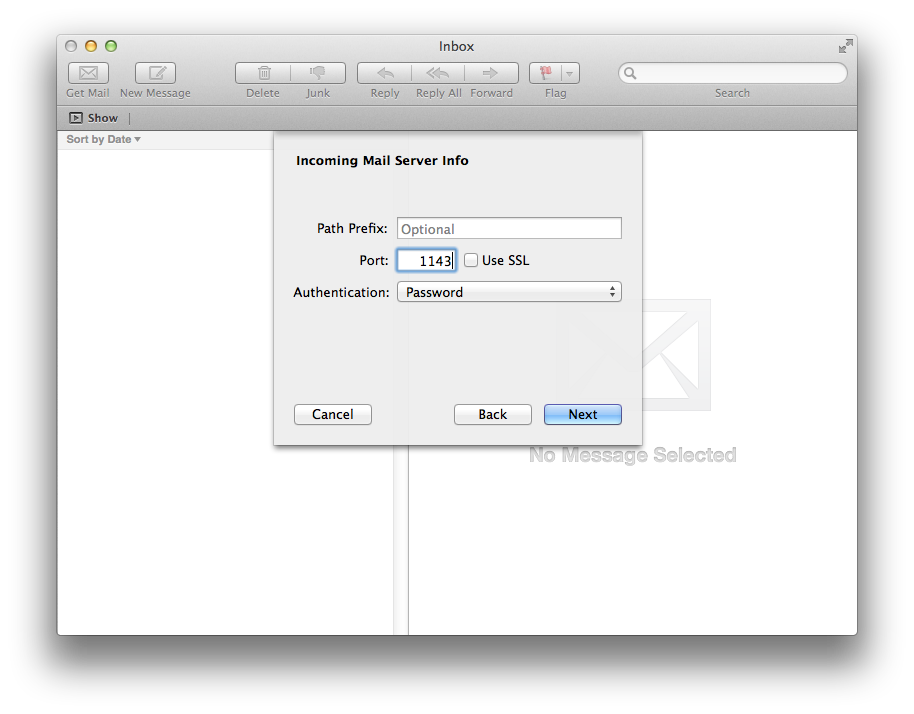 Inbox
Get Mail New Message Delete Junk Reply Reply All Forward Flag Search
Show
Sort by Date
Incoming Mail Server Info
Path Prefix: Optional
Port: 1143 Use SSL
Authentication: Password
Cancel Back Next
No Message Selected